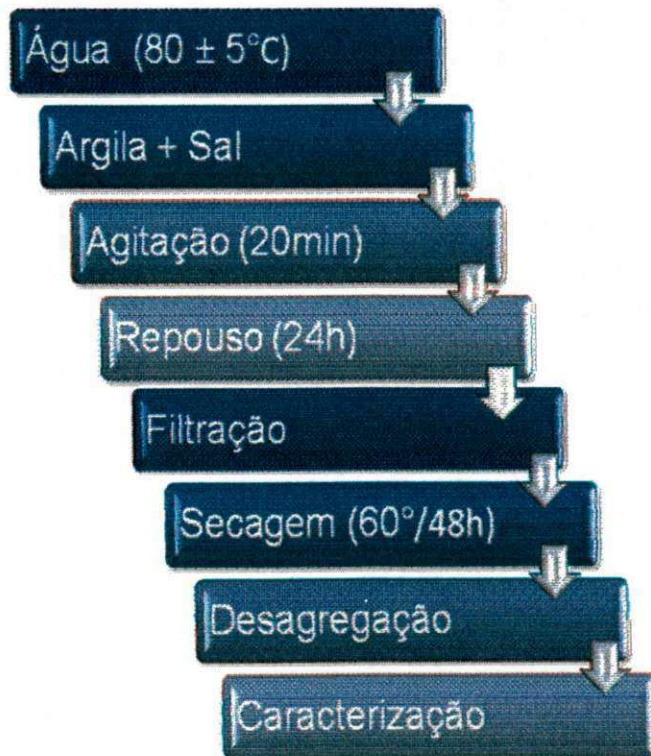 Água (80 ± 5°C)
Argila + Sal
Agitação (20min)
Repouso (24h)
Filtração
Secagem (60°/48h)
Desagregação
Caracterização